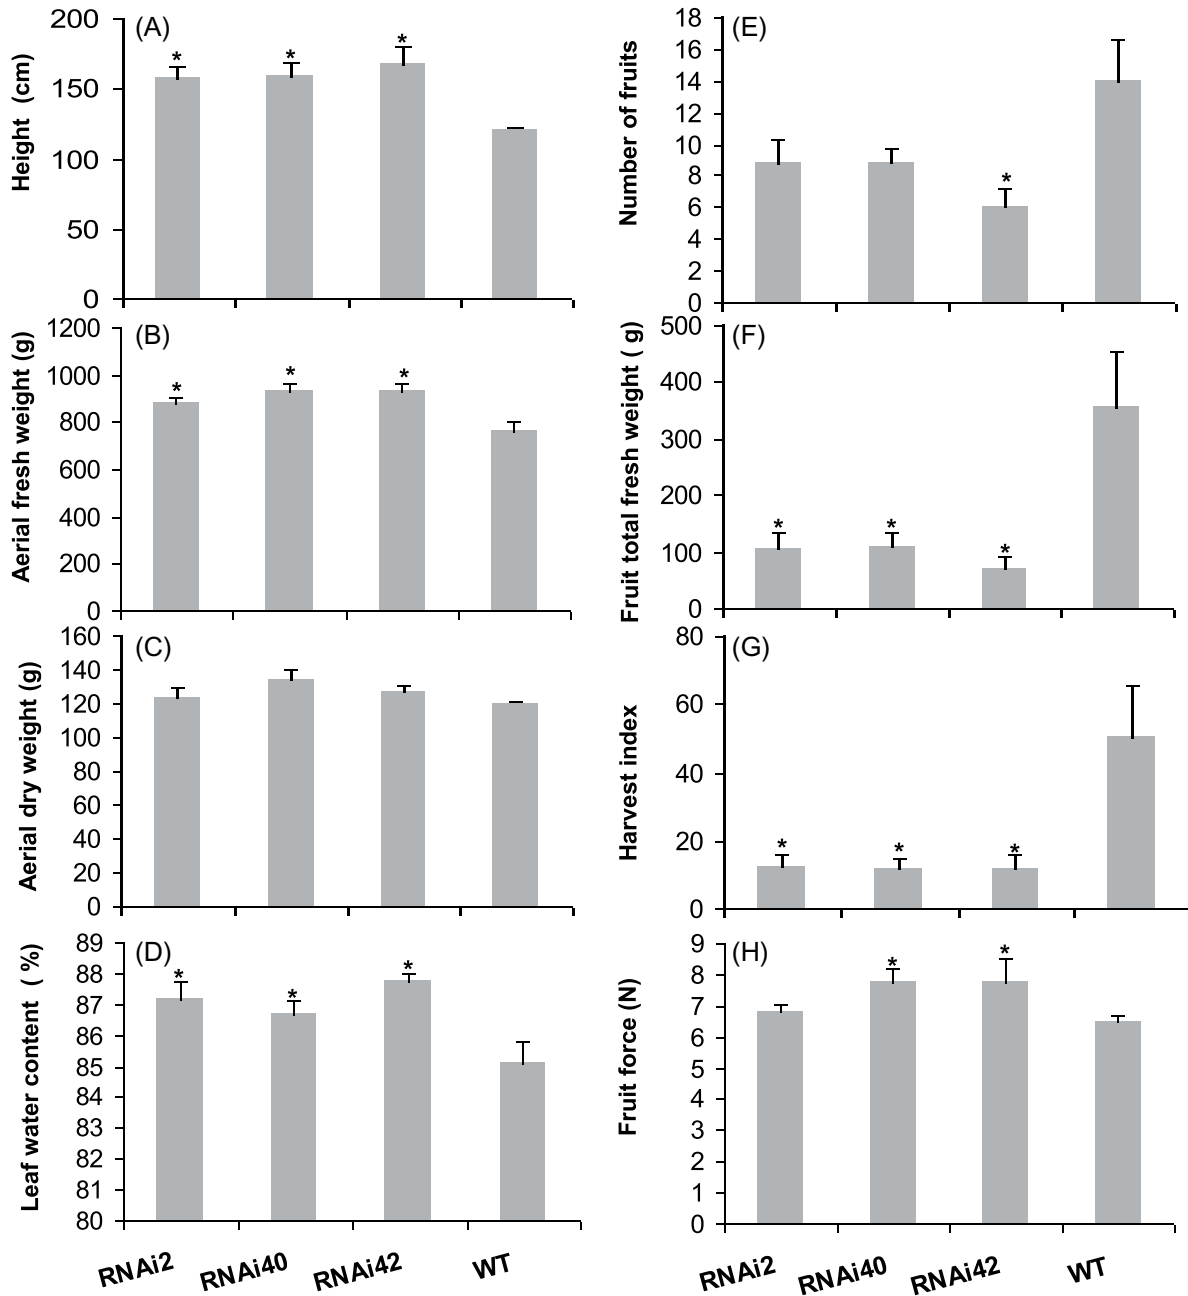 (A)
Height (cm)
200
150
100
50
0
* * *
(B)
Aerial fresh weight (g)
1200
1000
800
600
400
200
0
* * *
(C)
Aerial dry weight (g)
160
140
120
100
80
60
40
20
0
(D)
Leaf water content ( %)
89
88
87
86
85
84
83
82
81
80
* * *
RNAi2 RNAi40 RNAi42 WT
(E)
Number of fruits
18
16
14
12
10
8
6
4
2
0
*
(F)
Fruit total fresh weight ( g)
500
400
300
200
100
0
* * *
(G)
Harvest index
80
60
40
20
0
* * *
(H)
Fruit force (N)
9
8
7
6
5
4
3
2
1
0
* *
RNAi2 RNAi40 RNAi42 WT